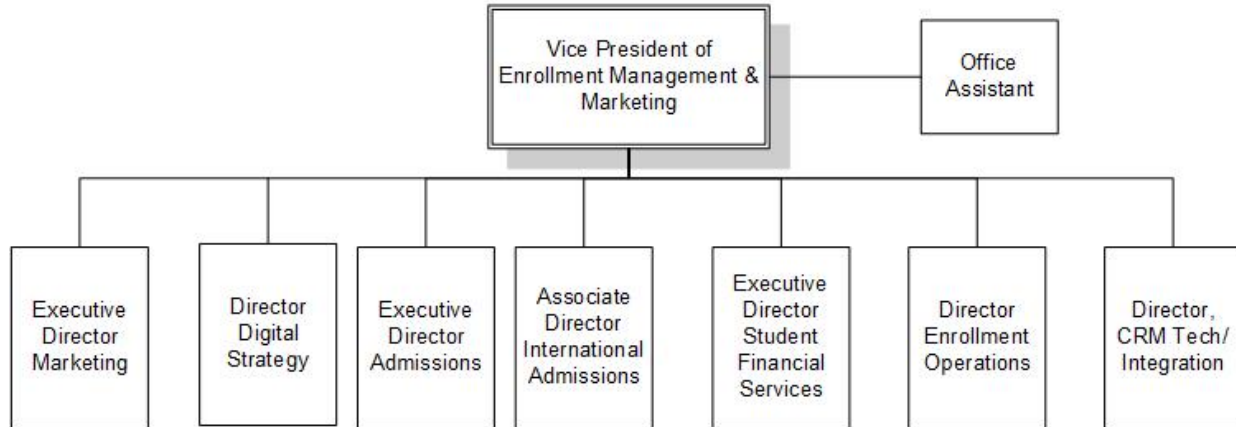 Vice President of
Enrollment Management &
Marketing
Office
Assistant
Executive
Director
Marketing
Director
Digital
Strategy
Executive
Director
Admissions
Associate
Director
International
Admissions
Executive
Director
Student
Financial
Services
Director
Enrollment
Operations
Director,
CRM Tech/
Integration